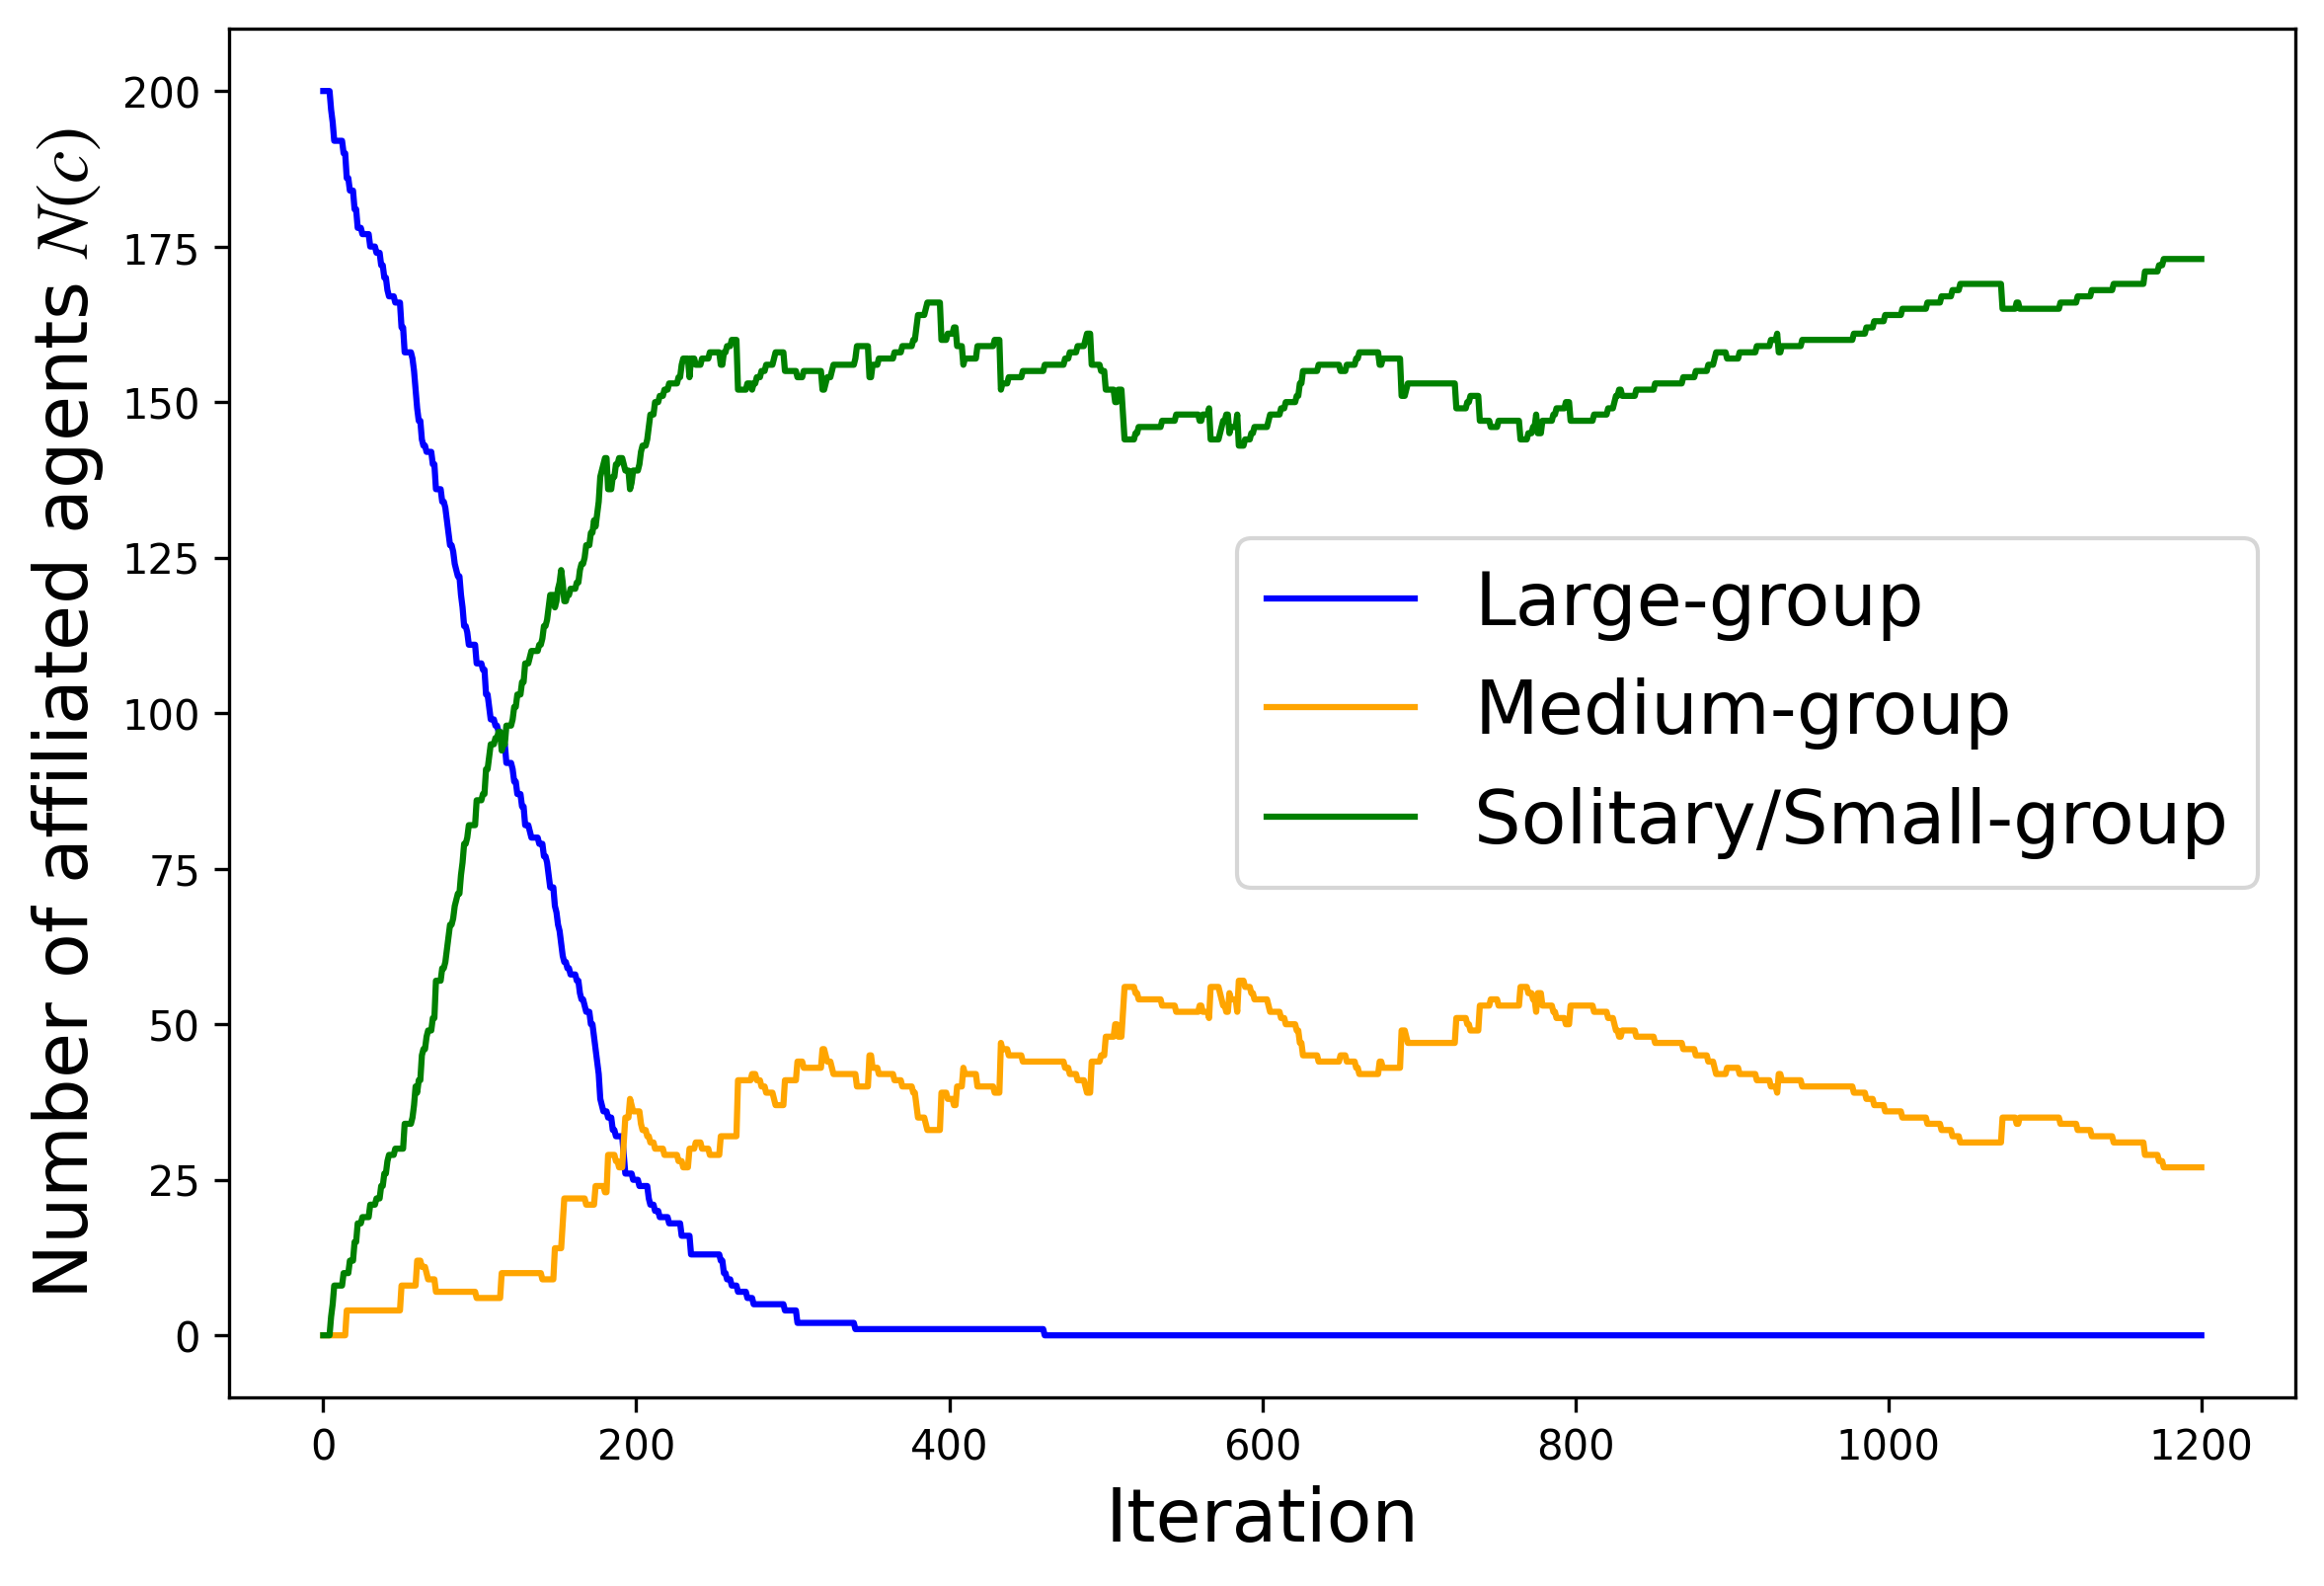 Number of affiliated agents N(c)
200
175
150
125
100
75
50
25
0
Large-group
Medium-group
Solitary/Small-group
0 200 400 600 800 1000 1200
Iteration